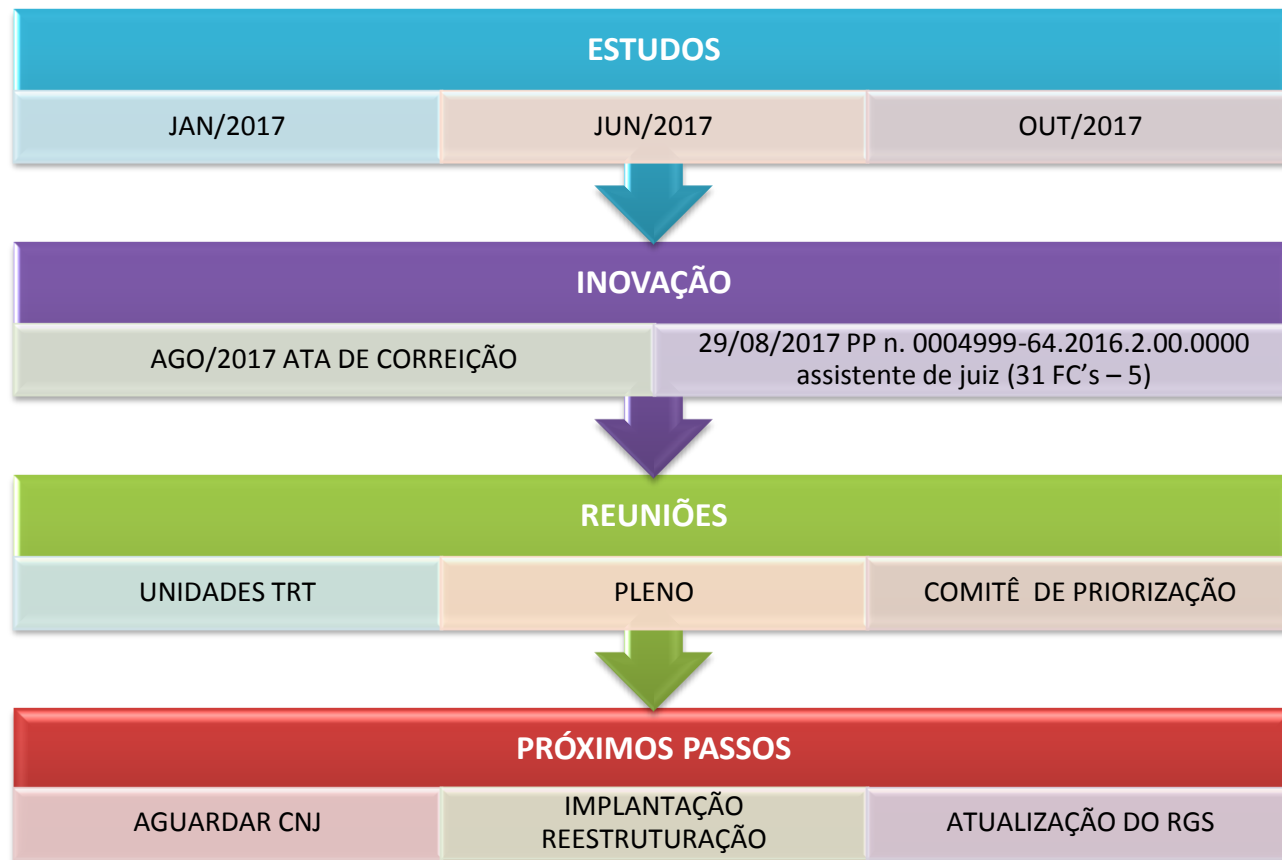 ESTUDOS
JAN/2017
JUN/2017
OUT/2017
INOVAÇÃO
AGO/2017 ATA DE CORREIÇÃO
29/08/2017 PP n. 0004999-64.2016.2.00.0000
assistente de juiz (31 FC’s – 5)
REUNIÕES
UNIDADES TRT
PLENO
COMITÊ DE PRIORIZAÇÃO
PRÓXIMOS PASSOS
AGUARDAR CNJ
IMPLANTAÇÃO
REESTRUTURAÇÃO
ATUALIZAÇÃO DO RGS